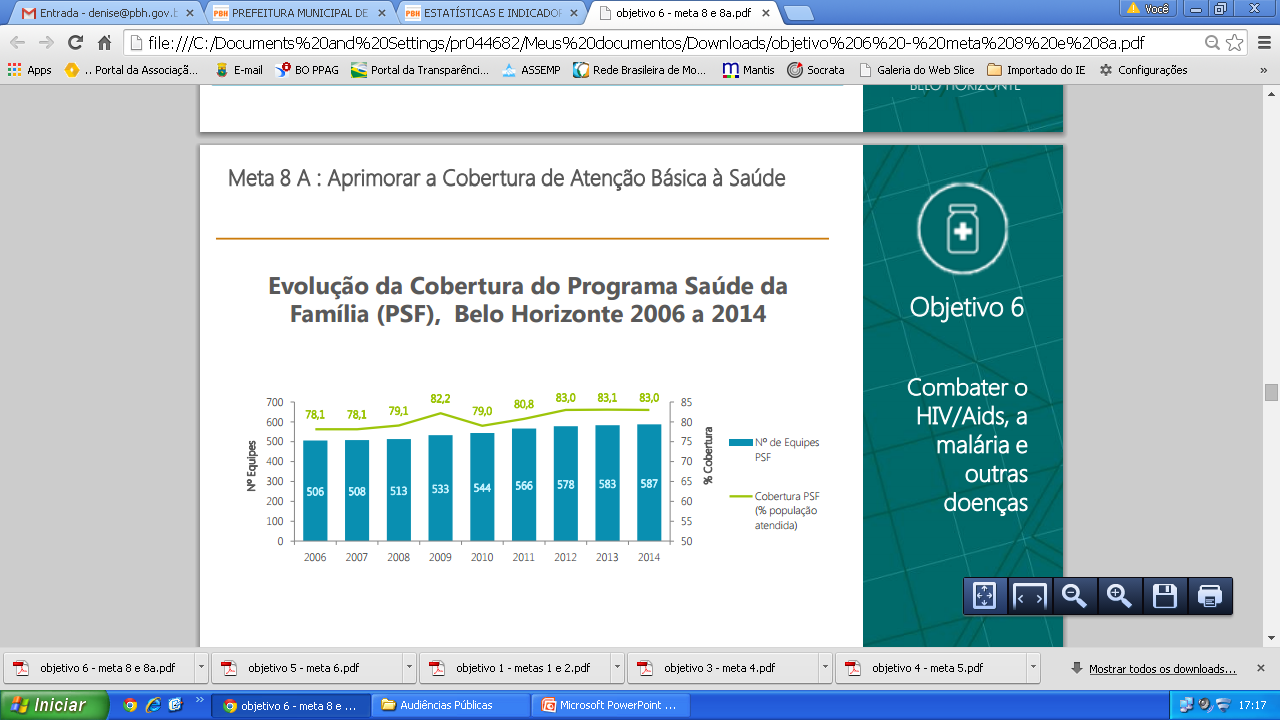 Entrada - denise@pbh.gov.b
PREFEITURA MUNICIPAL DE
ESTATÍSTICAS E INDICADOR
objetivo 6 - meta 8 e 8a.pdf
Você
file:///C:/Documents%20and%20Settings/pr044682/Meus%20documentos/Downloads/objetivo%206%20-%20meta%208%20e%208a.pdf
Apps
.. Portal da Associaçã...
E-mail
BO PPAG
Portal da Transparênci...
ASSEMP
Rede Brasileira de Mo...
Mantis
Socrata
Galeria do Web Slice
Importado do IE
Configurações
»
BELO HORIZONTE
Meta 8 A : Aprimorar a Cobertura de Atenção Básica à Saúde
Evolução da Cobertura do Programa Saúde da
Família (PSF), Belo Horizonte 2006 a 2014
Nº Equipes
700
600
500
400
300
200
100
0
78,1 78,1 79,1 82,2 79,0 80,8 83,0 83,1 83,0
506 508 513 533 544 566 578 583 587
2006 2007 2008 2009 2010 2011 2012 2013 2014
85
80
75
70
65
60
55
50
% Cobertura
Nº de Equipes
PSF
Cobertura PSF
(% população
atendida)
Objetivo 6
Combater o
HIV/Aids, a
malária e
outras
doenças
objetivo 6 - meta 8 e 8a.pdf
objetivo 5 - meta 6.pdf
objetivo 1 - metas 1 e 2.pdf
objetivo 3 - meta 4.pdf
objetivo 4 - meta 5.pdf
Mostrar todos os downloads...
Iniciar
»
objetivo 6 - meta 8 e ...
Audiências Públicas
Microsoft PowerPoint ...
17:17